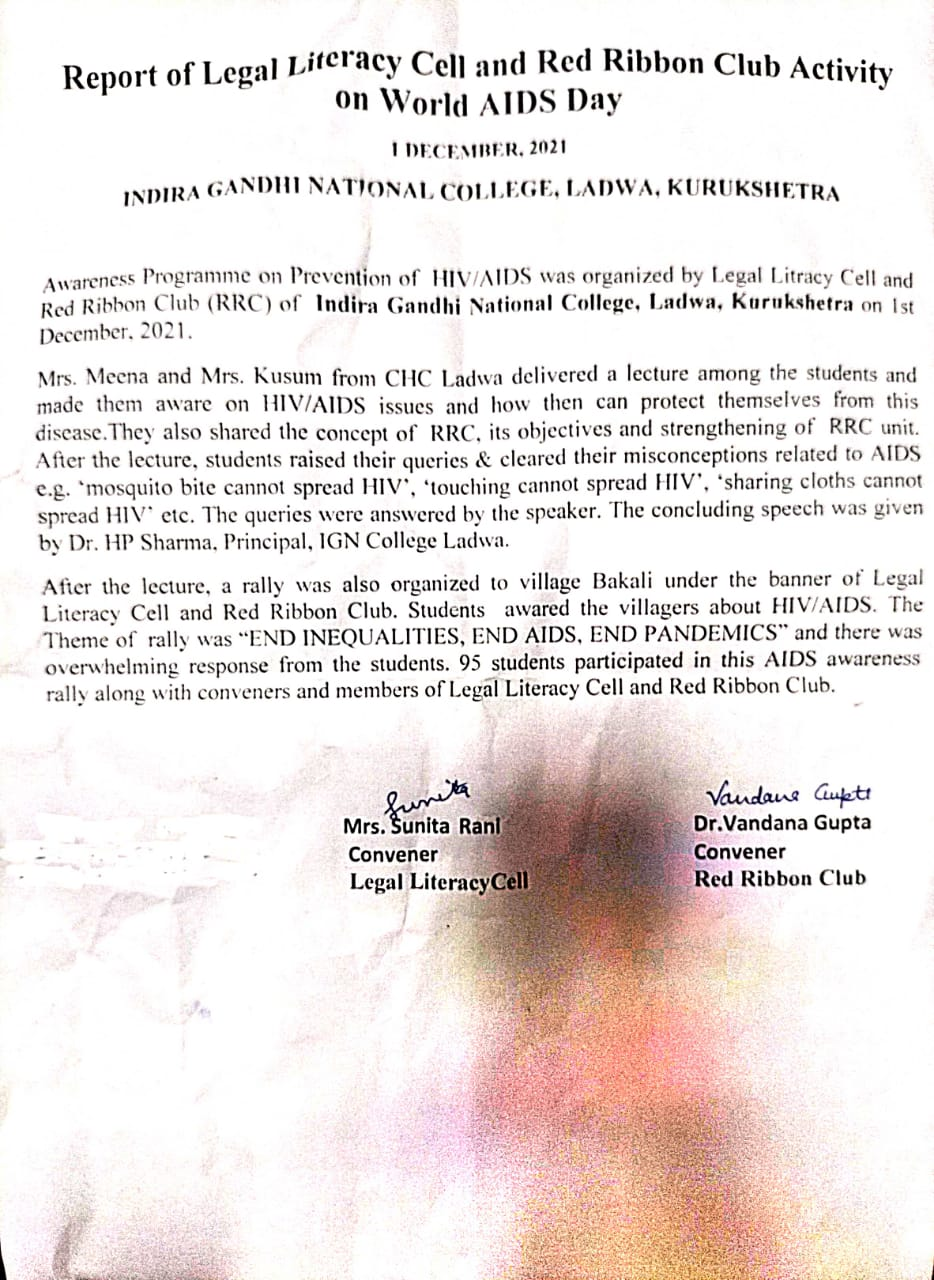 Report of Legal Literacy Cell and Red Ribbon Club Activity
on World AIDS Day
1 DECEMBER, 2021
INDIRA GANDHI NATIONAL COLLEGE, LADWA, KURUKSHETRA
Awareness Programme on Prevention of HIV/AIDS was organized by Legal Litracy Cell and
Red Ribbon Club (RRC) of Indira Gandhi National College, Ladwa, Kurukshetra on 1st
December, 2021.
Mrs. Meena and Mrs. Kusum from CHC Ladwa delivered a lecture among the students and
made them aware on HIV/AIDS issues and how then can protect themselves from this
disease.They also shared the concept of RRC, its objectives and strengthening of RRC unit.
After the lecture, students raised their queries & cleared their misconceptions related to AIDS
e.g. ‘mosquito bite cannot spread HIV’, ‘touching cannot spread HIV’, ‘sharing cloths cannot
spread HIV’ etc. The queries were answered by the speaker. The concluding speech was given
by Dr. HP Sharma, Principal, IGN College Ladwa.
After the lecture, a rally was also organized to village Bakali under the banner of Legal
Literacy Cell and Red Ribbon Club. Students awared the villagers about HIV/AIDS. The
Theme of rally was “END INEQUALITIES, END AIDS, END PANDEMICS” and there was
overwhelming response from the students. 95 students participated in this AIDS awareness
rally along with conveners and members of Legal Literacy Cell and Red Ribbon Club.
Sunita
Mrs. Sunita Rani
Convener
Legal LiteracyCell
Vandana Gupta
Dr.Vandana Gupta
Convener
Red Ribbon Club